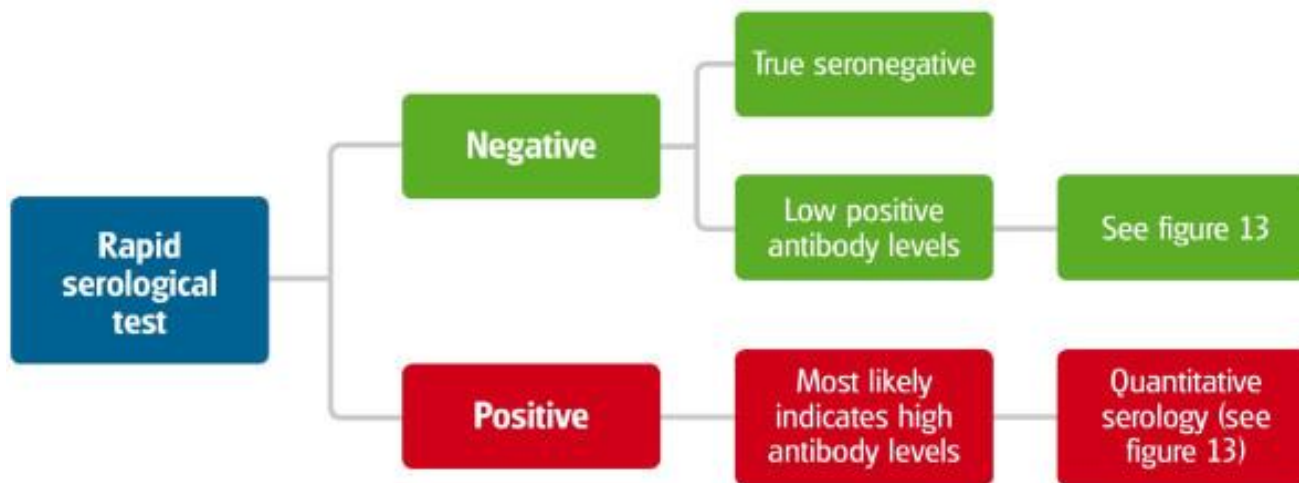 True seronegative
Negative
Low positive
antibody levels
See figure 13
Rapid
serological
test
Positive
Most likely
indicates high
antibody levels
Quantitative
serology (see
figure 13)